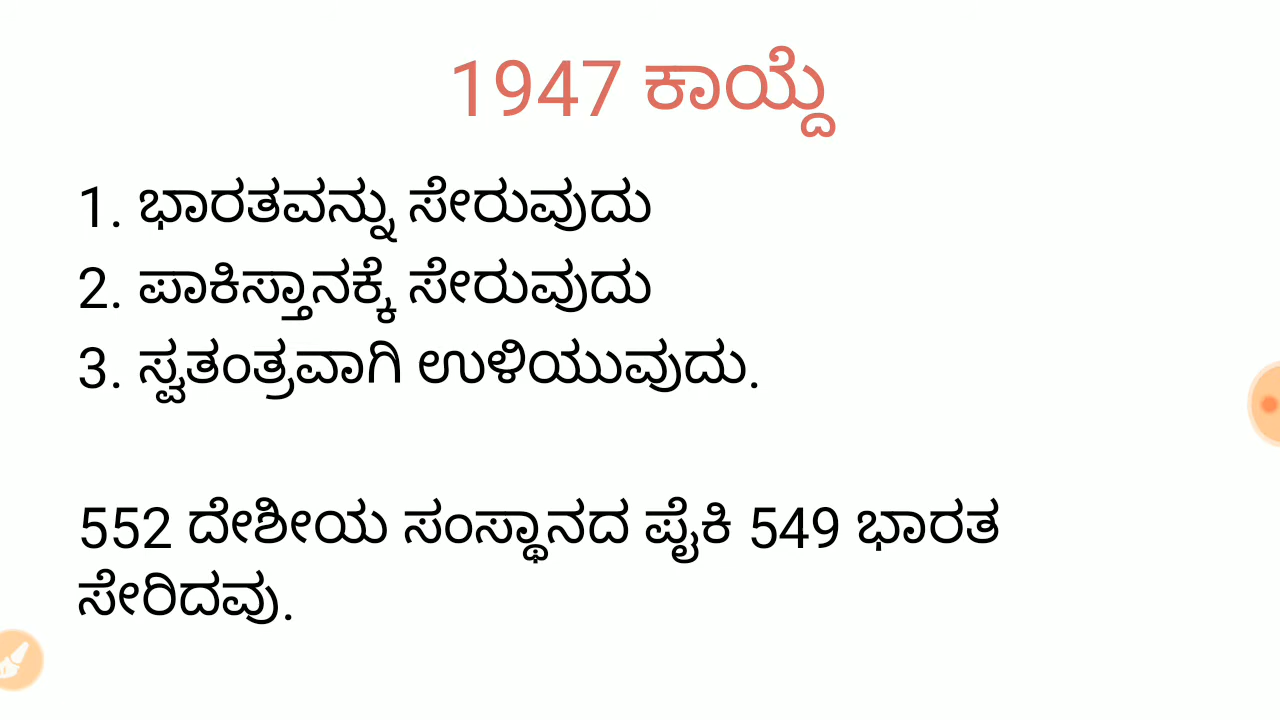 1947 ಕಾಯ್ದೆ
1. ಭಾರತವನ್ನು ಸೇರುವುದು
2. ಪಾಕಿಸ್ತಾನಕ್ಕೆ ಸೇರುವುದು
3. ಸ್ವತಂತ್ರವಾಗಿ ಉಳಿಯುವುದು.
552 ದೇಶೀಯ ಸಂಸ್ಥಾನದ ಪೈಕಿ 549 ಭಾರತ
ಸೇರಿದವು.